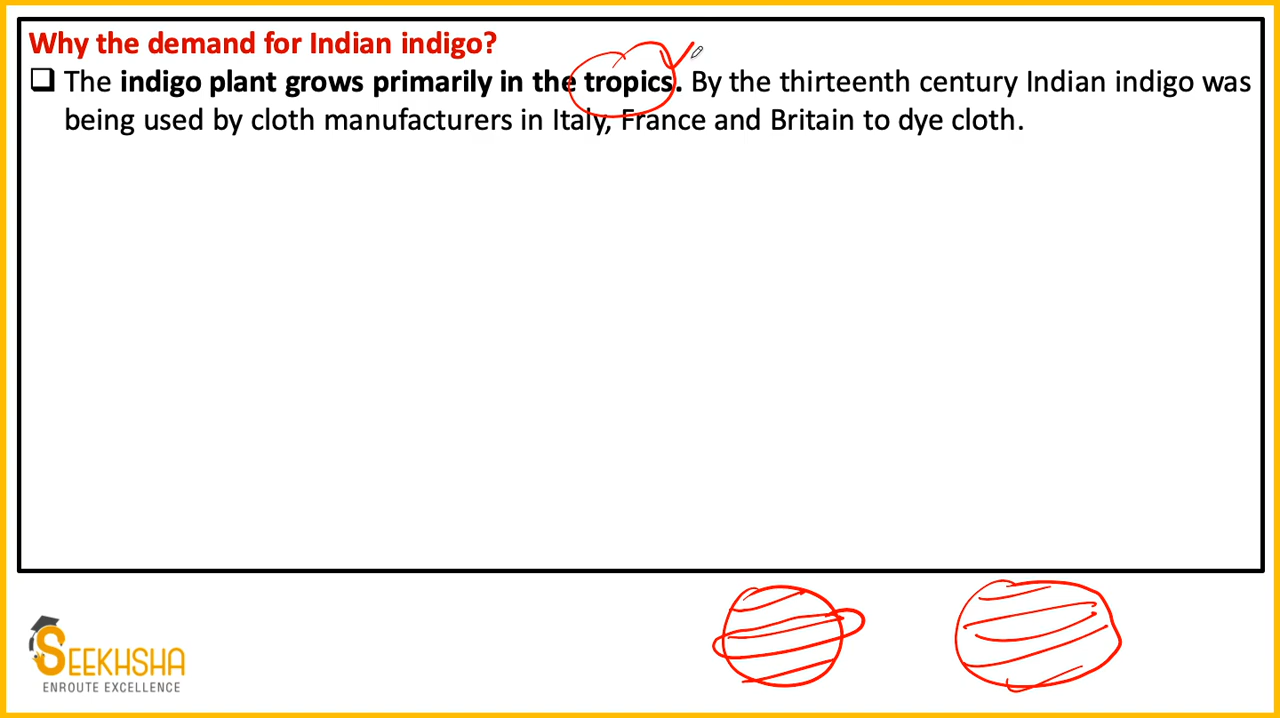 Why the demand for Indian indigo?
❑ The indigo plant grows primarily in the tropics. By the thirteenth century Indian indigo was
being used by cloth manufacturers in Italy, France and Britain to dye cloth.
SEEKHSHA
ENROUTE EXCELLENCE